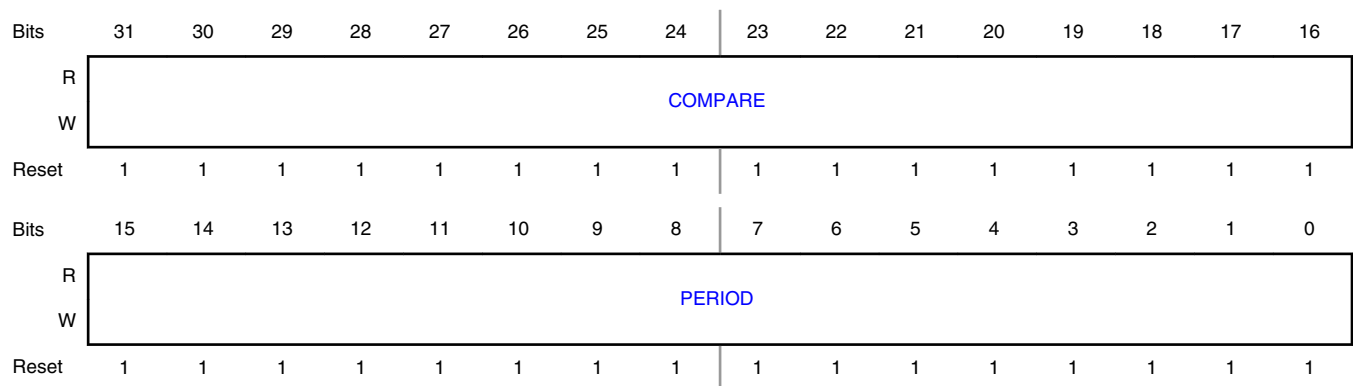 Bits 31 30 29 28 27 26 25 24 23 22 21 20 19 18 17 16
R
COMPARE
W
Reset 1 1 1 1 1 1 1 1 1 1 1 1 1 1 1 1
Bits 15 14 13 12 11 10 9 8 7 6 5 4 3 2 1 0
R
PERIOD
W
Reset 1 1 1 1 1 1 1 1 1 1 1 1 1 1 1 1